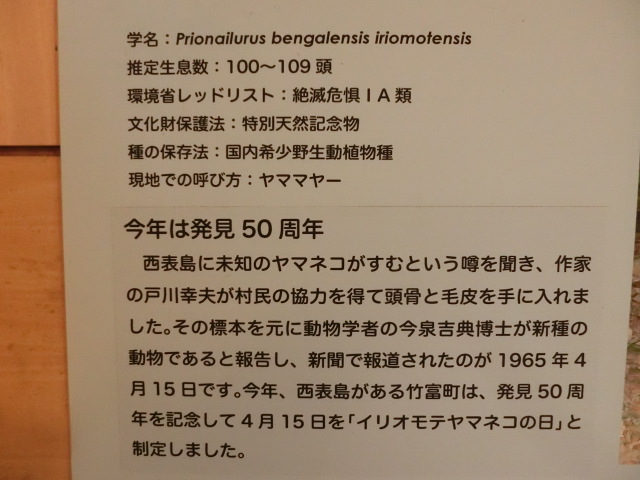 学名：Prionailurus bengalensis iriomotensis
推定生息数：100〜109 頭
環境省レッドリスト：絶滅危惧ⅠA 類
文化財保護法：特別天然記念物
種の保存法：国内希少野生動植物種
現地での呼び方：ヤママヤー
今年は発見 50 周年
西表島に未知のヤマネコがすむという噂を聞き、作家
の戸川幸夫が村民の協力を得て頭骨と毛皮を手に入れま
した。その標本を元に動物学者の今泉吉典博士が新種の
動物であると報告し、新聞で報道されたのが 1965 年 4
月 15 日です。今年、西表島がある竹富町は、発見 50 周
年を記念して 4 月 15 日を「イリオモテヤマネコの日」と
制定しました。